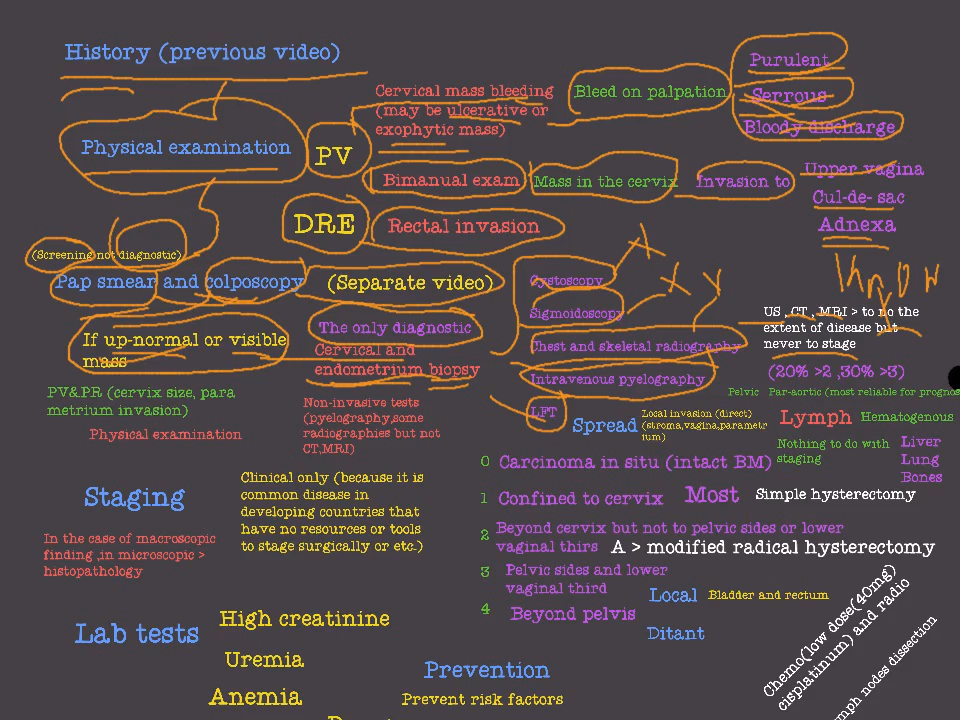 History (previous video)
Physical examination
PV
Cervical mass bleeding
(may be ulcerative or
exophytic mass)
Bleed on palpation
Purulent
Serrous
Bloody discharge
Bimanual exam
Mass in the cervix
Invasion to
Upper vagina
Cul-de- sac
Adnexa
DRE
Rectal invasion
(Screening not diagnostic)
Pap smear and colposcopy
(Separate video)
If up-normal or visible
mass
The only diagnostic
Cervical and
endometrium biopsy
Cystoscopy
Sigmoidoscopy
Chest and skeletal radiography
Intravenous pyelography
LFT
US , CT , MRI > to no the
extent of disease but
never to stage
(20% >2 ,30% >3)
Pelvic
Par-aortic (most reliable for prognos
PV&PR (cervix size, para
metrium invasion)
Physical examination
Non-invasive tests
(pyelography,some
radiographies but not
CT,MRI)
Spread
Local invasion (direct)
(stroma,vagina,parametr
ium)
Lymph
Hematogenous
Nothing to do with
staging
Liver
Lung
Bones
Staging
Clinical only (because it is
common disease in
developing countries that
have no resources or tools
to stage surgically or etc..)
In the case of macroscopic
finding ,in microscopic >
histopathology
0 Carcinoma in situ (intact BM)
1 Confined to cervix
Most
Simple hysterectomy
2 Beyond cervix but not to pelvic sides or lower
vaginal thirs
A > modified radical hysterectomy
3 Pelvic sides and lower
vaginal third
4 Beyond pelvis
Local
Bladder and rectum
Ditant
Chemo(low dose(40mg)
cisplatinum) and radio
mph nodes dissection
Lab tests
High creatinine
Uremia
Anemia
Prevention
Prevent risk factors